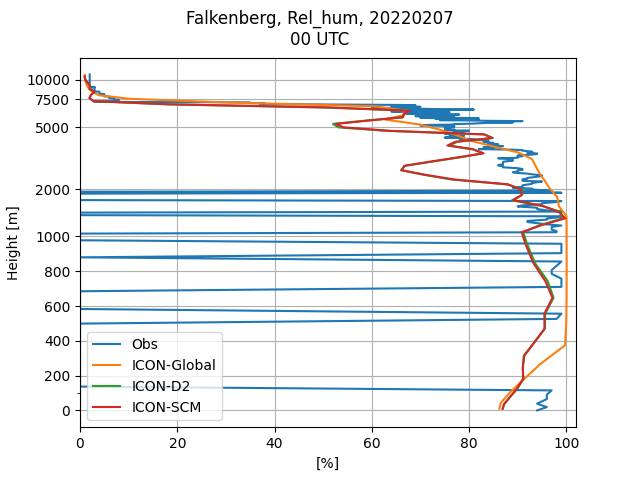 Falkenberg, Rel_hum, 20220207
00 UTC
10000
7500
5000
2000
1000
800
600
400
200
0
Height [m]
Obs
ICON-Global
ICON-D2
ICON-SCM
0 20 40 60 80 100
[%]